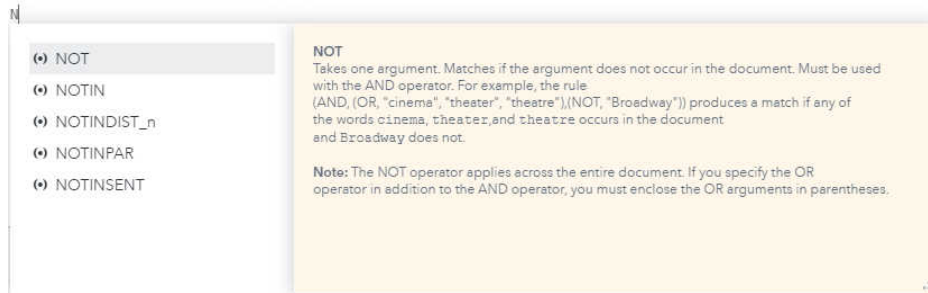 N
NOT
NOTIN
NOTINDIST_n
NOTINPAR
NOTINSENT
NOT
Takes one argument. Matches if the argument does not occur in the document. Must be used
with the AND operator. For example, the rule
(AND, (OR, "cinema", "theater", "theatre"),(NOT, "Broadway")) produces a match if any of
the words cinema, theater,and theatre occurs in the document
and Broadway does not.
Note: The NOT operator applies across the entire document. If you specify the OR
operator in addition to the AND operator, you must enclose the OR arguments in parentheses.